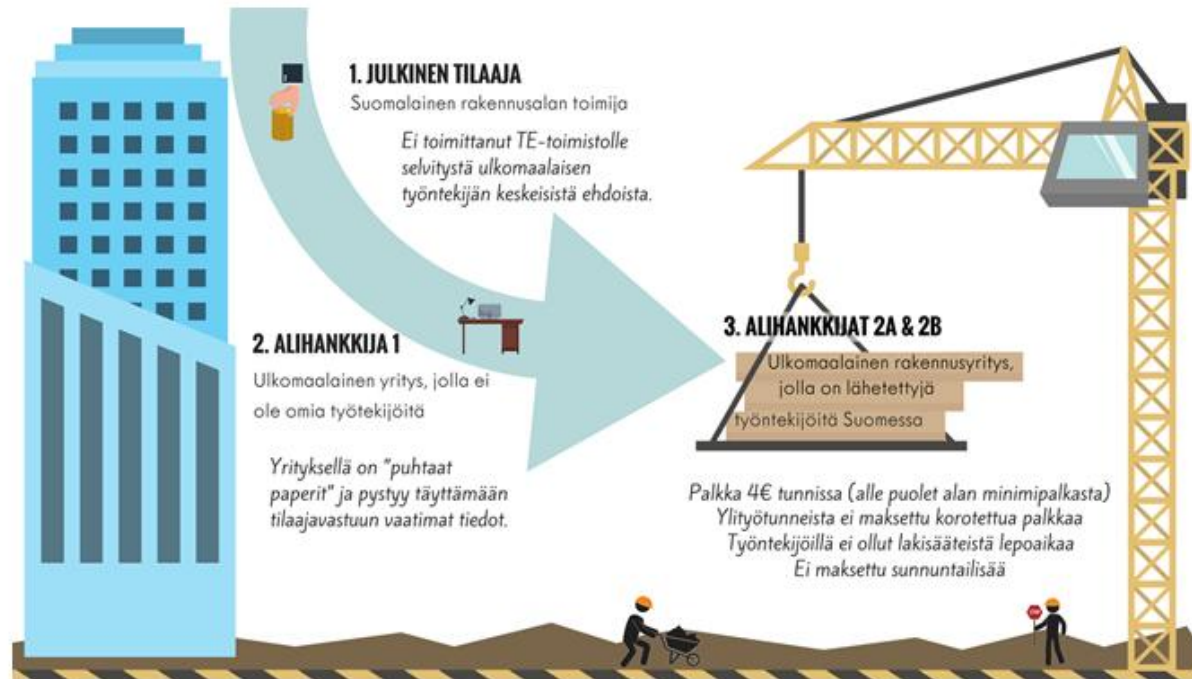 1. JULKINEN TILAAJA
Suomalainen rakennusalan toimija
Ei toimittanut TE-toimistolle
selvitystä ulkomaalaisen
työntekijän keskeisistä ehdoista.
2. ALIHANKKIJA 1
Ulkomaalainen yritys, jolla ei
ole omia työtekijöitä
Yrityksellä on "puhtaat
paperit" ja pystyy täyttämään
tilaajavastuun vaatimat tiedot.
3. ALIHANKKIJAT 2A & 2B
Ulkomaalainen rakennusyritys,
jolla on lähetettyjä
työntekijöitä Suomessa
Palkka 4€ tunnissa (alle puolet alan minimipalkasta)
Ylityötunneista ei maksettu korotettua palkkaa
Työntekijöillä ei ollut lakisääteistä lepoaikaa
Ei maksettu sunnuntailisää
STOP